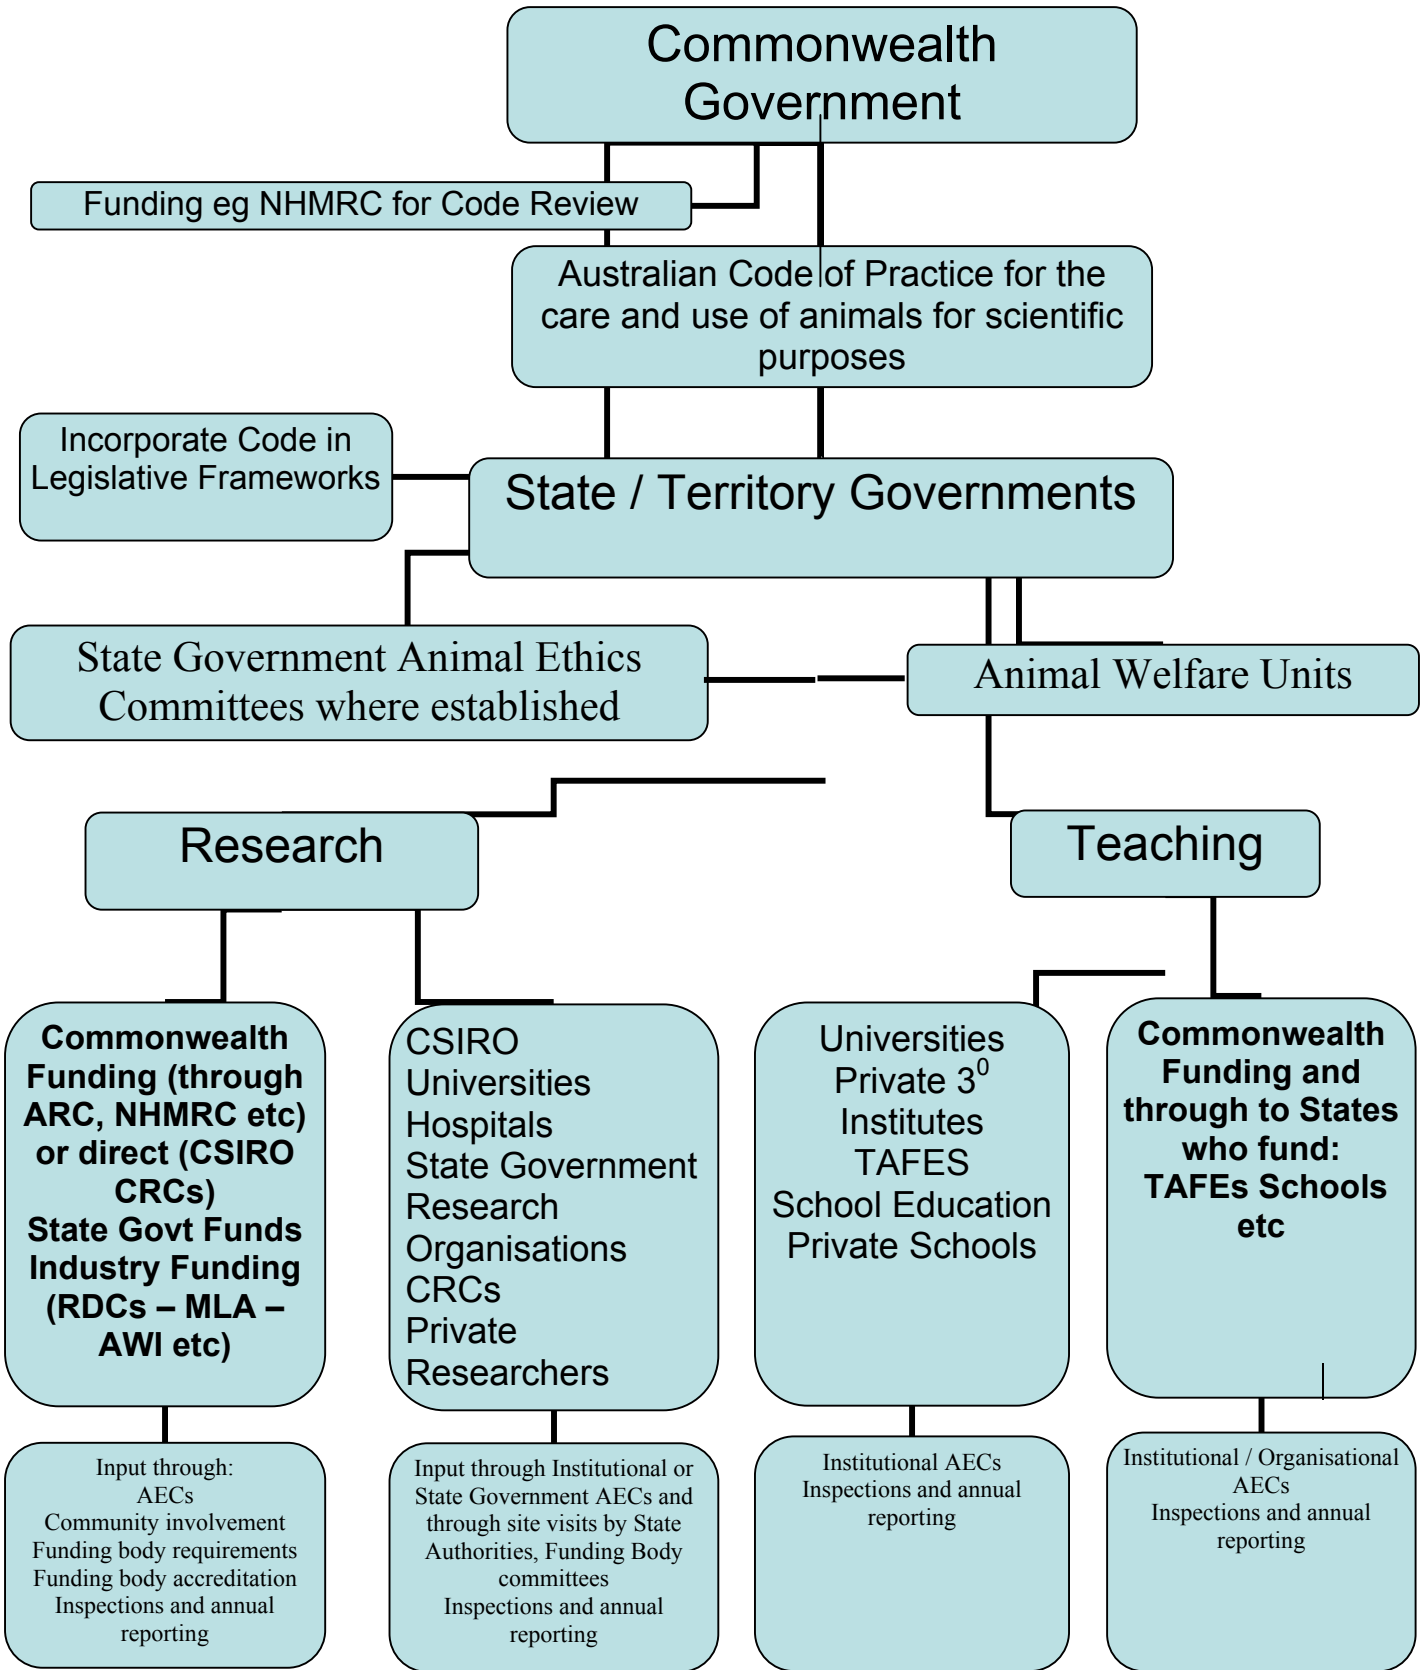 Commonwealth
Government
Funding eg NHMRC for Code Review
Australian Code of Practice for the
care and use of animals for scientific
purposes
Incorporate Code in
Legislative Frameworks
State / Territory Governments
State Government Animal Ethics
Committees where established
Animal Welfare Units
Research
Teaching
Commonwealth
Funding (through
ARC, NHMRC etc)
or direct (CSIRO
CRCs)
State Govt Funds
Industry Funding
(RDCs – MLA –
AWI etc)
CSIRO
Universities
Hospitals
State Government
Research
Organisations
CRCs
Private
Researchers
Universities
Private 3⁰
Institutes
TAFES
School Education
Private Schools
Commonwealth
Funding and
through to States
who fund:
TAFEs Schools
etc
Input through:
AECs
Community involvement
Funding body requirements
Funding body accreditation
Inspections and annual
reporting
Input through Institutional or
State Government AECs and
through site visits by State
Authorities, Funding Body
committees
Inspections and annual
reporting
Institutional AECs
Inspections and annual
reporting
Institutional / Organisational
AECs
Inspections and annual
reporting